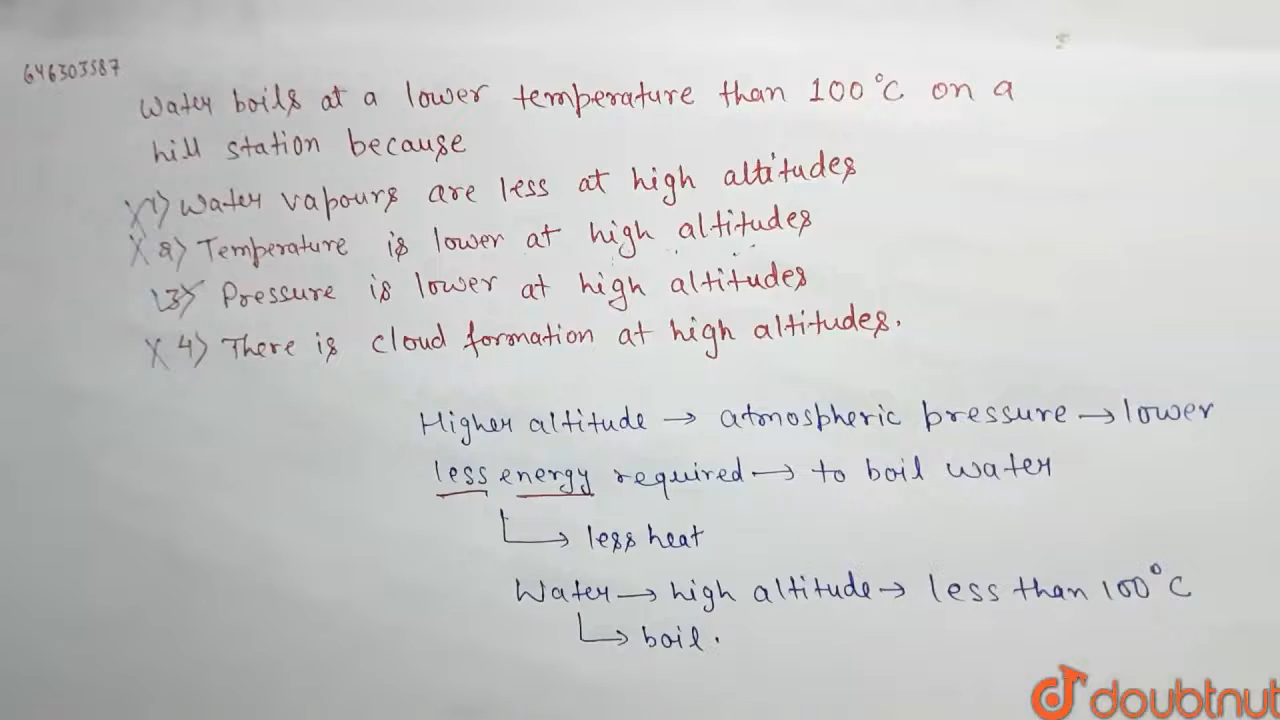 646303587
Water boils at a lower temperature than 100°C on a
hill station because
X 1) Water vapours are less at high altitudes
X 2) Temperature is lower at high altitudes
3) Pressure is lower at high altitudes
X 4) There is cloud formation at high altitudes.
Higher altitude → atmospheric pressure → lower
less energy required → to boil water
→ less heat
Water → high altitude → less than 100°C
→ boil.
doubtnut